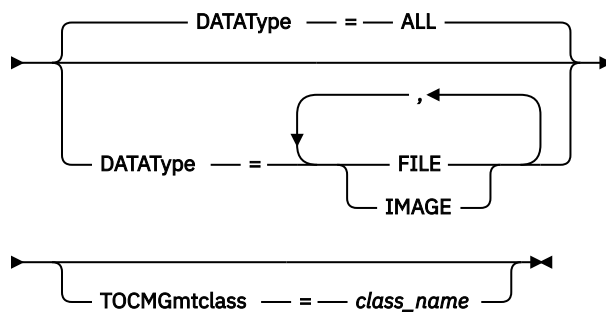 DATAType = ALL
,
DATAType = FILE
IMAGE
TOCMGmtclass = class_name